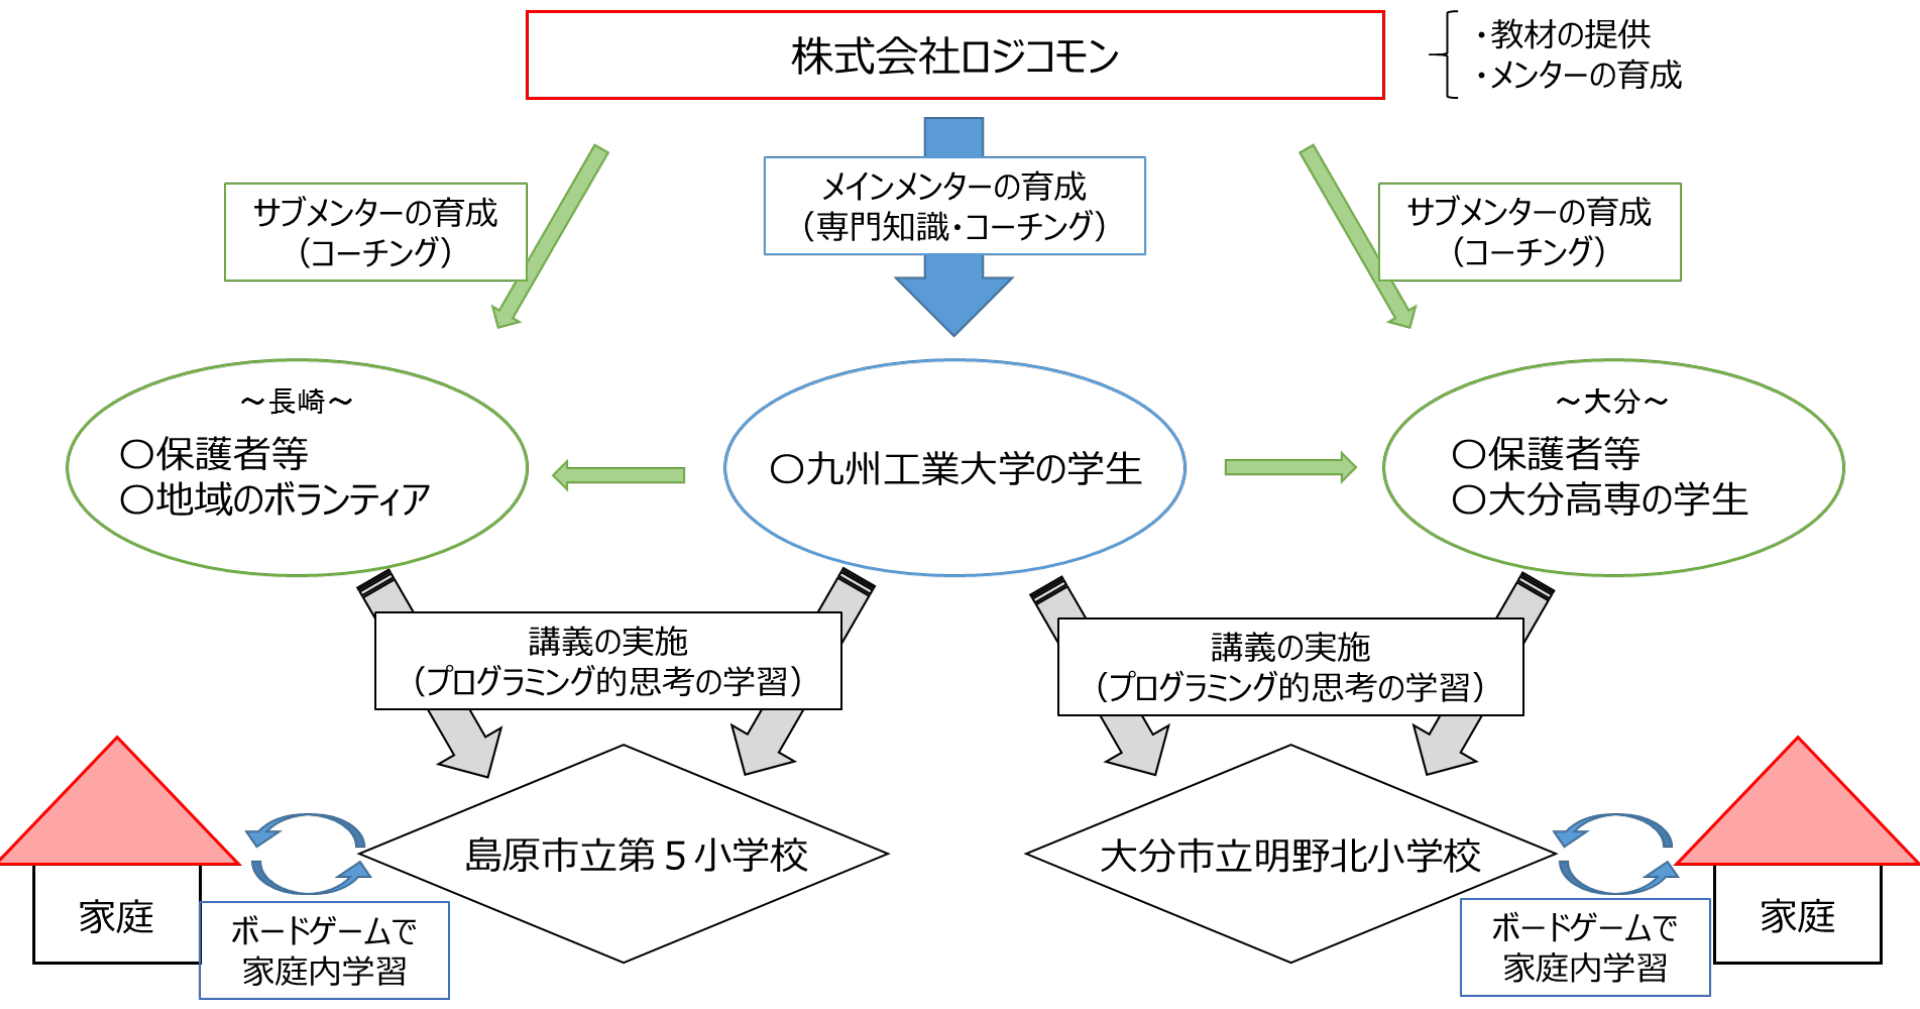 株式会社ロジコモン
・教材の提供
・メンターの育成
サブメンターの育成
（コーチング）
メインメンターの育成
（専門知識・コーチング）
サブメンターの育成
（コーチング）
～長崎～
〇保護者等
〇地域のボランティア
〇九州工業大学の学生
～大分～
〇保護者等
〇大分高専の学生
講義の実施
（プログラミング的思考の学習）
講義の実施
（プログラミング的思考の学習）
島原市立第５小学校
大分市立明野北小学校
家庭
ボードゲームで
家庭内学習
ボードゲームで
家庭内学習
家庭